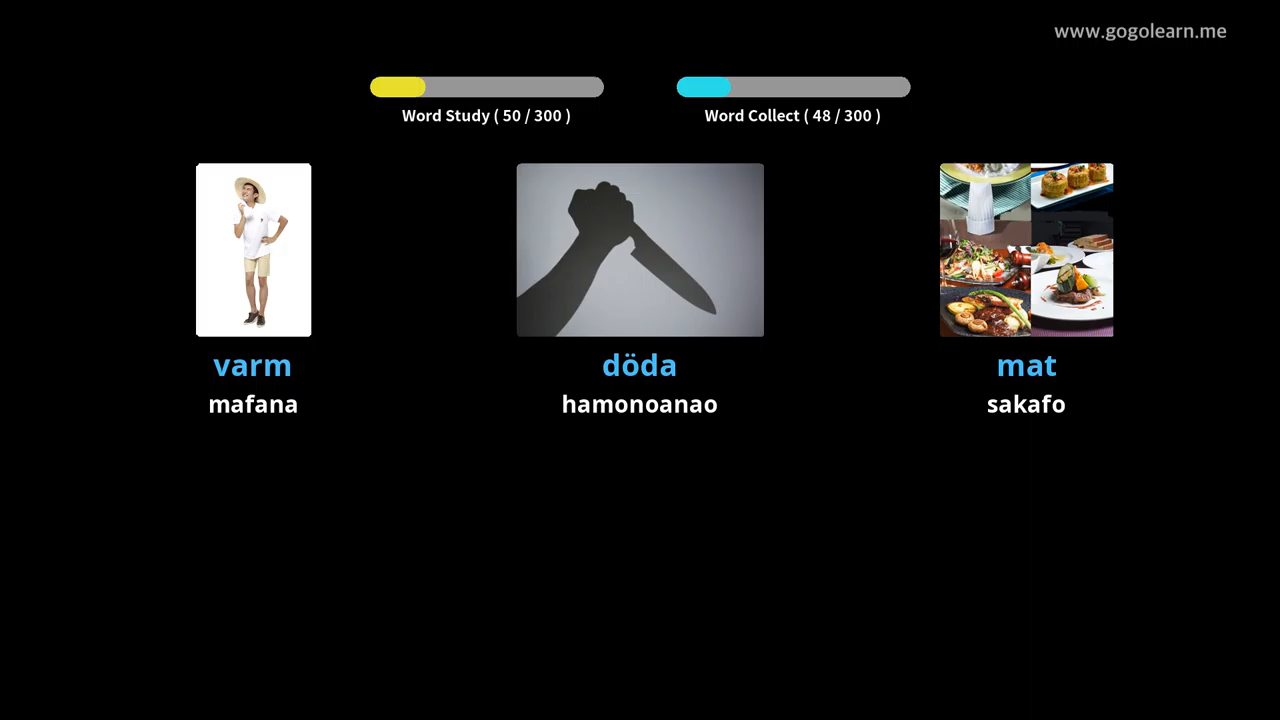 www.gogolearn.me
Word Study ( 50 / 300 )
Word Collect ( 48 / 300 )
varm
mafana
döda
hamonoanao
mat
sakafo